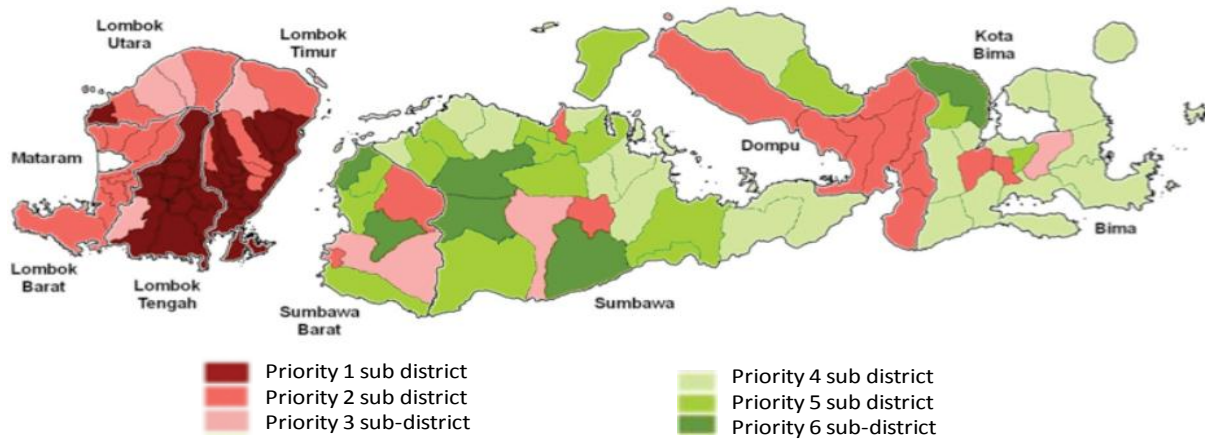 Lombok
Utara
Lombok
Timur
Kota
Bima
Mataram
Dompu
Bima
Lombok
Barat
Lombok
Tengah
Sumbawa
Barat
Sumbawa
Priority 1 sub district
Priority 2 sub district
Priority 3 sub-district
Priority 4 sub district
Priority 5 sub district
Priority 6 sub-district